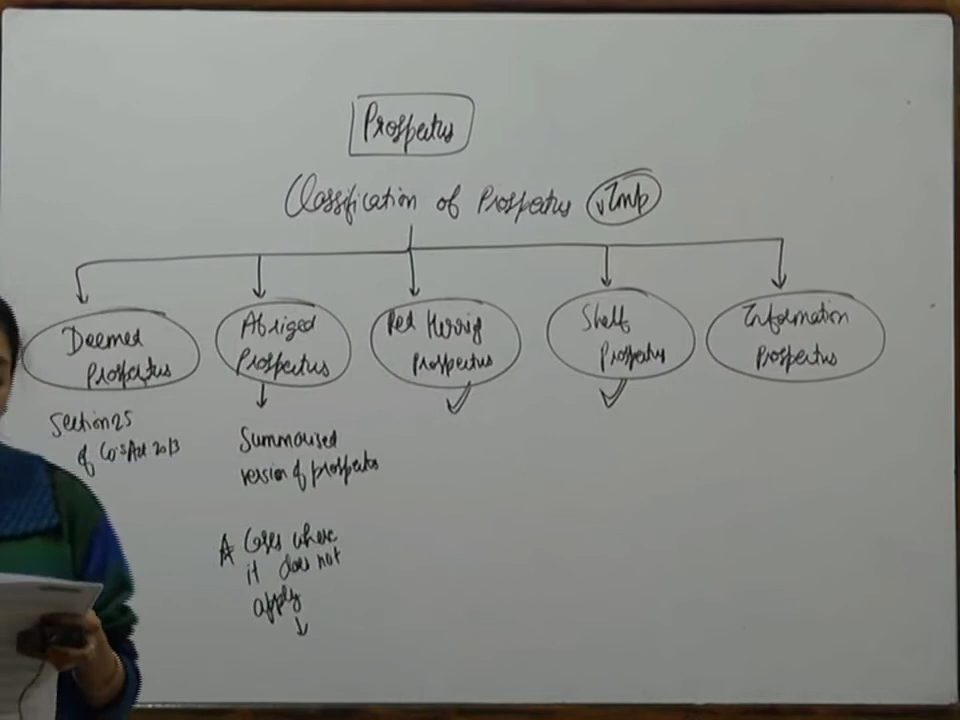 Prospectus
Classification of Prospectus v.Imp
Deemed
Prospectus
Abriged
Prospectus
Red Herrig
Prospectus
Shelf
Prospectus
Information
Prospectus
Section 25
of Co's Act 2013
Summarised
version of prospectus
Cases where
it does not
apply